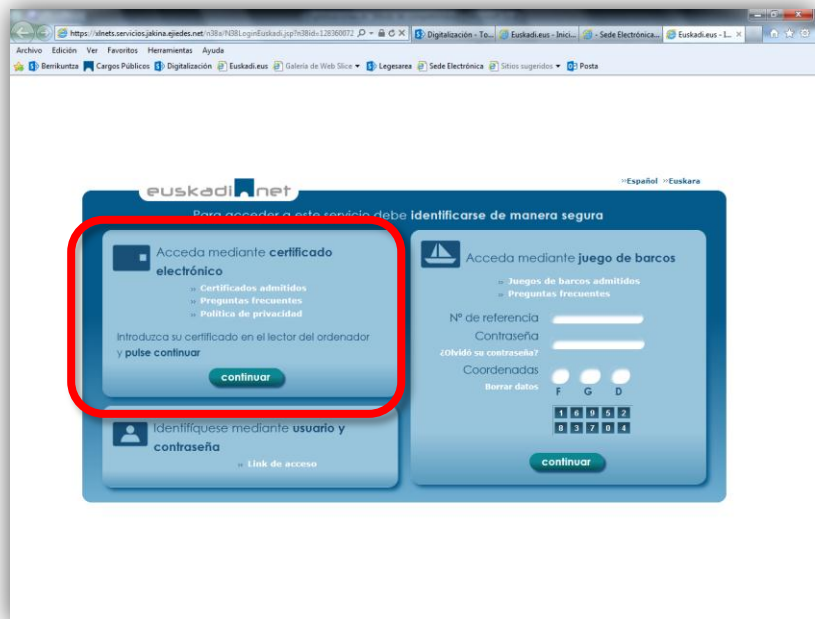 https://xlnets.servicios.jakina.ejiedes.net/n38a/N38LoginEuskadi.jsp?n38id=128360072
Digitalización - To...
Euskadi.eus - Inici...
- Sede Electrónica...
Euskadi.eus - I...
Archivo Edición Ver Favoritos Herramientas Ayuda
Berrikuntza Cargos Públicos Digitalización Euskadi.eus Galería de Web Slice Legesarea Sede Electrónica Sitios sugeridos Posta
»Español »Euskara
euskadi net
Para acceder a este servicio debe identificarse de manera segura
Acceda mediante certificado
electrónico
» Certificados admitidos
» Preguntas frecuentes
» Política de privacidad
Introduzca su certificado en el lector del ordenador
y pulse continuar
continuar
Identifíquese mediante usuario y
contraseña
» Link de acceso
Acceda mediante juego de barcos
» Juegos de barcos admitidos
» Preguntas frecuentes
Nº de referencia
Contraseña
¿Olvidó su contraseña?
Coordenadas
Borrar datos
F G D
1 6 9 5 2
8 3 7 0 4
continuar